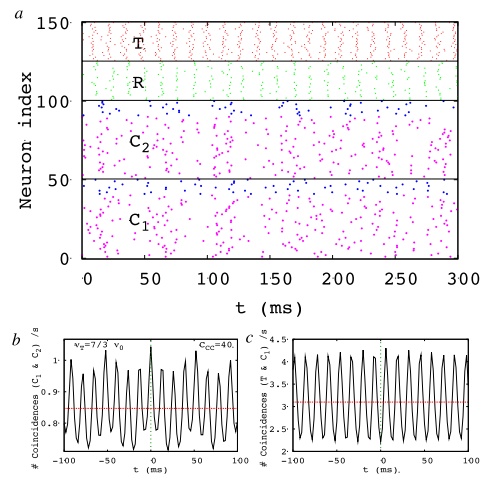 a
150
T
R
100
C2
50
C1
0
Neuron index
0 50 100 150 200 250 300
t (ms)
b
νT=7/3 ν0 CCC=40.
1
0.9
0.8
# Coincidences (C1 & C2) /s
-100 -50 0 50 100
t (ms)
c
4.5
4
3.5
3
2.5
2
# Coincidences (T & C1) /s
-100 -50 0 50 100
t (ms).